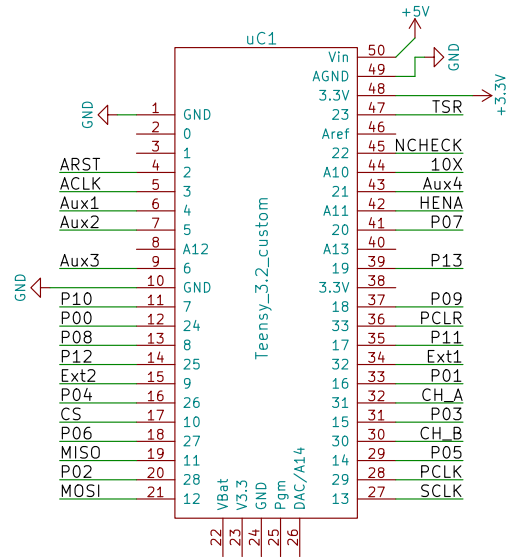 +5V
uC1
50 Vin
49 AGND GND
48 3.3V +3.3V
GND 1 GND
47 23 TSR
2 0
46 Aref
3 1
45 22 NCHECK
ARST 4 2
44 A10 10X
ACLK 5 3
43 21 Aux4
Aux1 6 4
42 A11 HENA
Aux2 7 5
41 20 P07
8 A12
40 A13
Aux3 9 6
39 19 P13
GND 10 GND
38 3.3V
P10 11 7
37 18 P09
P00 12 24
36 33 PCLR
P08 13 8
35 17 P11
P12 14 25
34 32 Ext1
Ext2 15 9
33 16 P01
P04 16 26
32 31 CH_A
CS 17 10
31 15 P03
P06 18 27
30 30 CH_B
MISO 19 11
29 14 P05
P02 20 28
28 29 PCLK
MOSI 21 12
27 13 SCLK
Teensy_3.2_custom
22 VBat
23 V3.3
24 GND
25 Pgm
26 DAC/A14